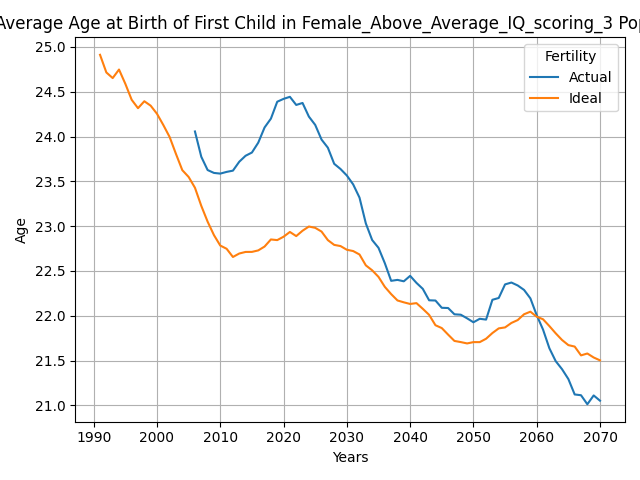 Average Age at Birth of First Child in Female_Above_Average_IQ_scoring_3
25.0
24.5
24.0
23.5
23.0
22.5
22.0
21.5
21.0
Age
Fertility
Actual
Ideal
1990 2000 2010 2020 2030 2040 2050 2060 2070
Years